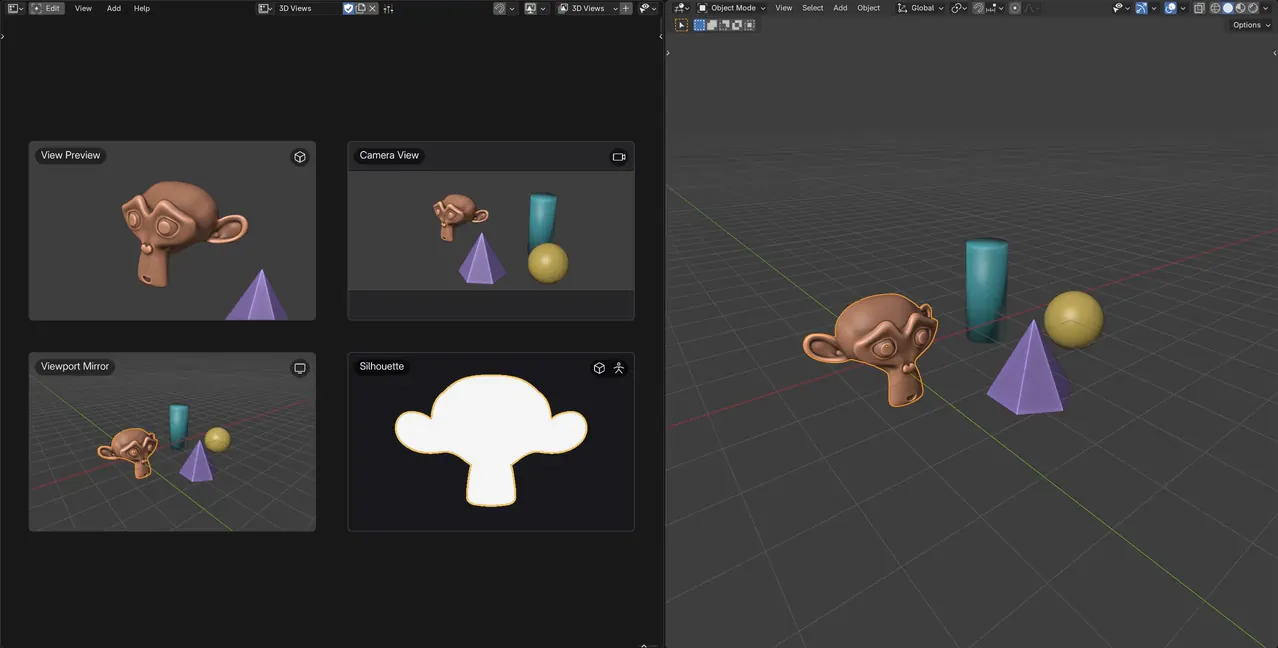 Edit View Add Help 3D Views 3D Views
Object Mode View Select Add Object Global
Options
View Preview
Camera View
Viewport Mirror
Silhouette